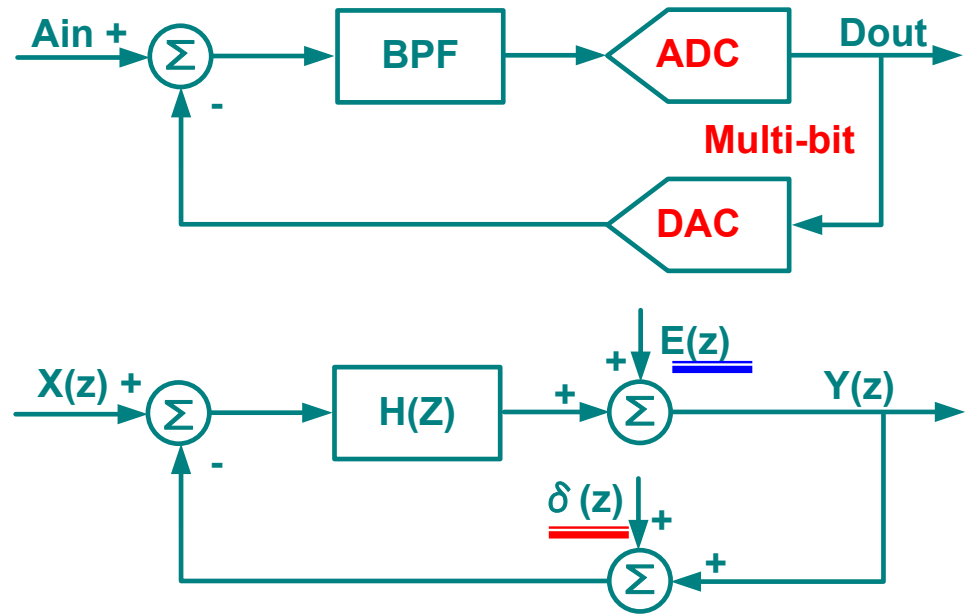 Ain +
Σ
BPF
ADC
Dout
-
Multi-bit
DAC
X(z) +
Σ
H(Z)
+
+
E(z)
Σ
Y(z)
-
δ (z)
+
Σ
+